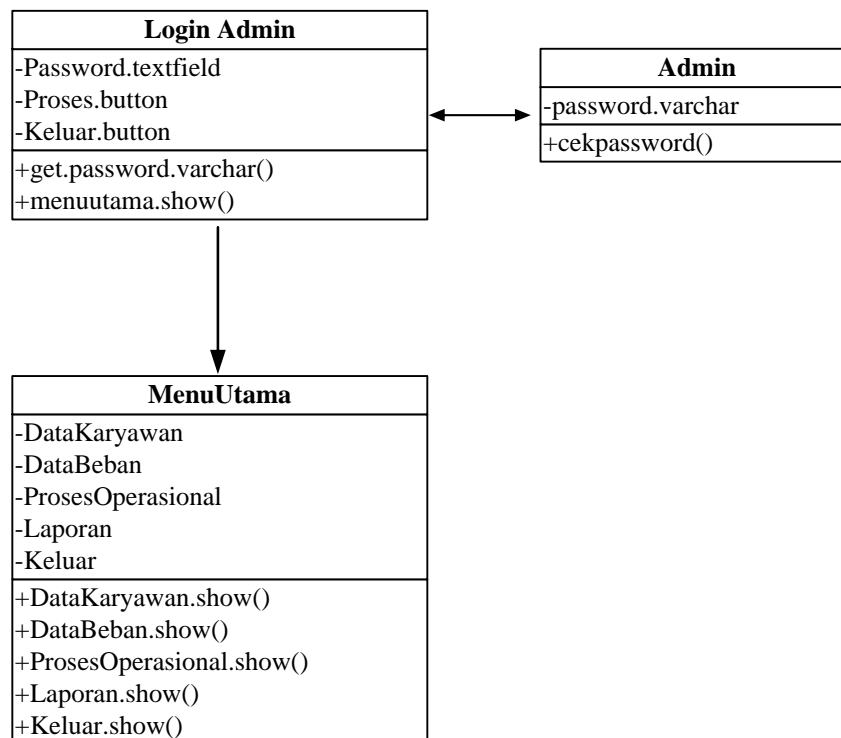 Login Admin
-Password.textfield
-Proses.button
-Keluar.button
+get.password.varchar()
+menuutama.show()
Admin
-password.varchar
+cekpassword()
MenuUtama
-DataKaryawan
-DataBeban
-ProsesOperasional
-Laporan
-Keluar
+DataKaryawan.show()
+DataBeban.show()
+ProsesOperasional.show()
+Laporan.show()
+Keluar.show()